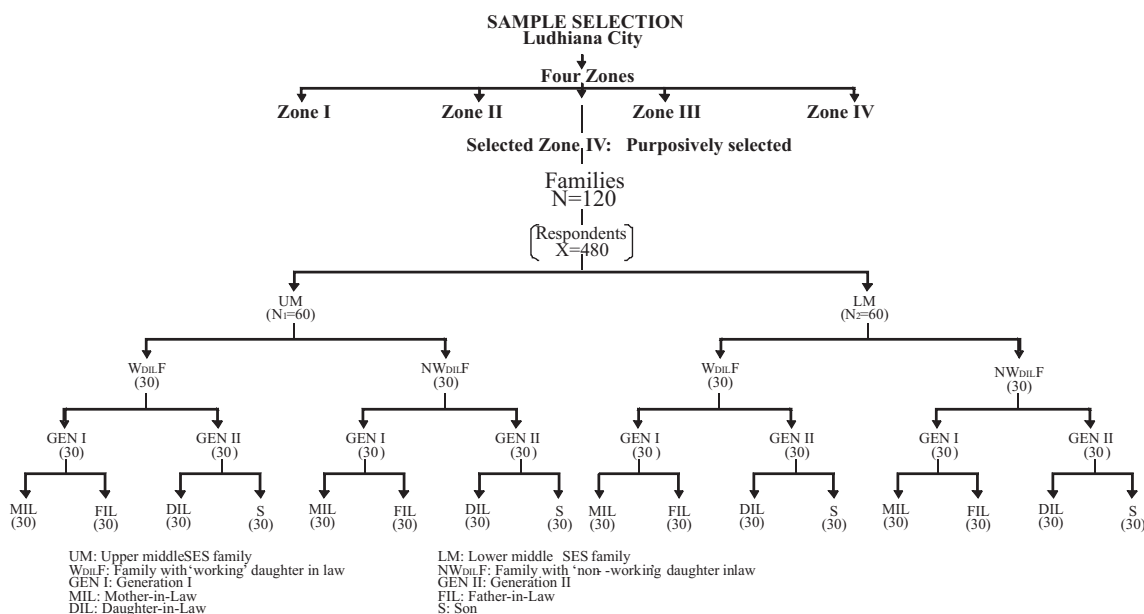 SAMPLE SELECTION
Ludhiana City
Four Zones
Zone I Zone II Zone III Zone IV
Selected Zone IV: Purposively selected
Families
N=120
Respondents
X=480
UM LM
(N1=60) (N2=60)
WDILF NWDILF WDILF NWDILF
(30) (30) (30) (30)
GEN I GEN II GEN I GEN II GEN I GEN II GEN I GEN II
(30) (30) (30) (30) (30) (30) (30) (30)
MIL FIL DIL S MIL FIL DIL S MIL FIL DIL S MIL FIL DIL S
(30) (30) (30) (30) (30) (30) (30) (30) (30) (30) (30) (30) (30) (30) (30) (30)
UM: Upper middleSES family LM: Lower middle SES family
WDILF: Family with 'working' daughter in law NWDILF: Family with 'non- -working' daughter inlaw
GEN I: Generation I GEN II: Generation II
MIL: Mother-in-Law FIL: Father-in-Law
DIL: Daughter-in-Law S: Son